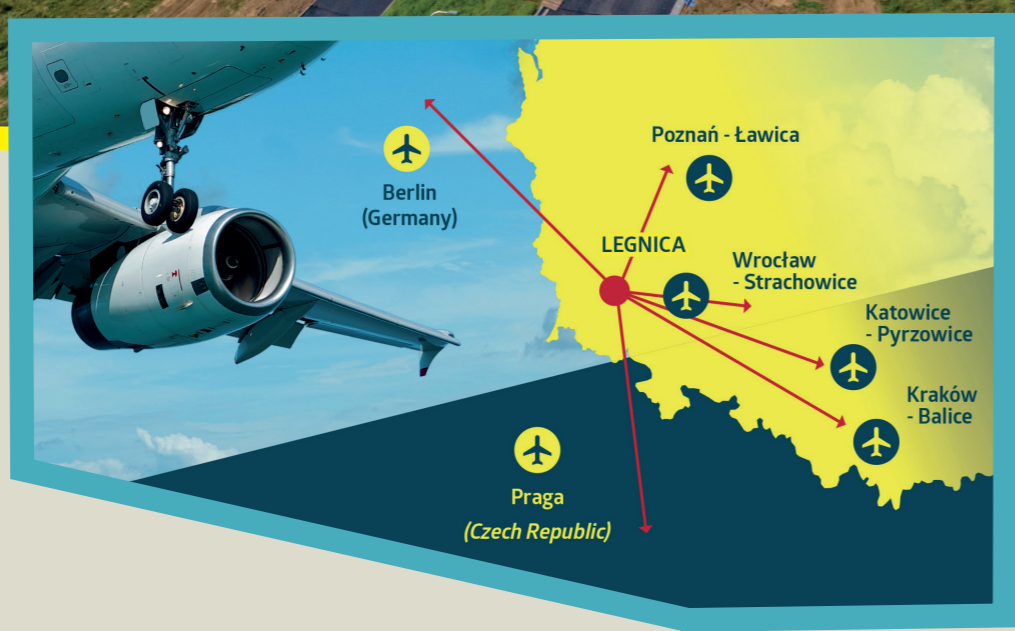 Poznań - Ławica
Berlin
(Germany)
LEGNICA
Wrocław
- Strachowice
Katowice
- Pyrzowice
Kraków
- Balice
Praga
(Czech Republic)